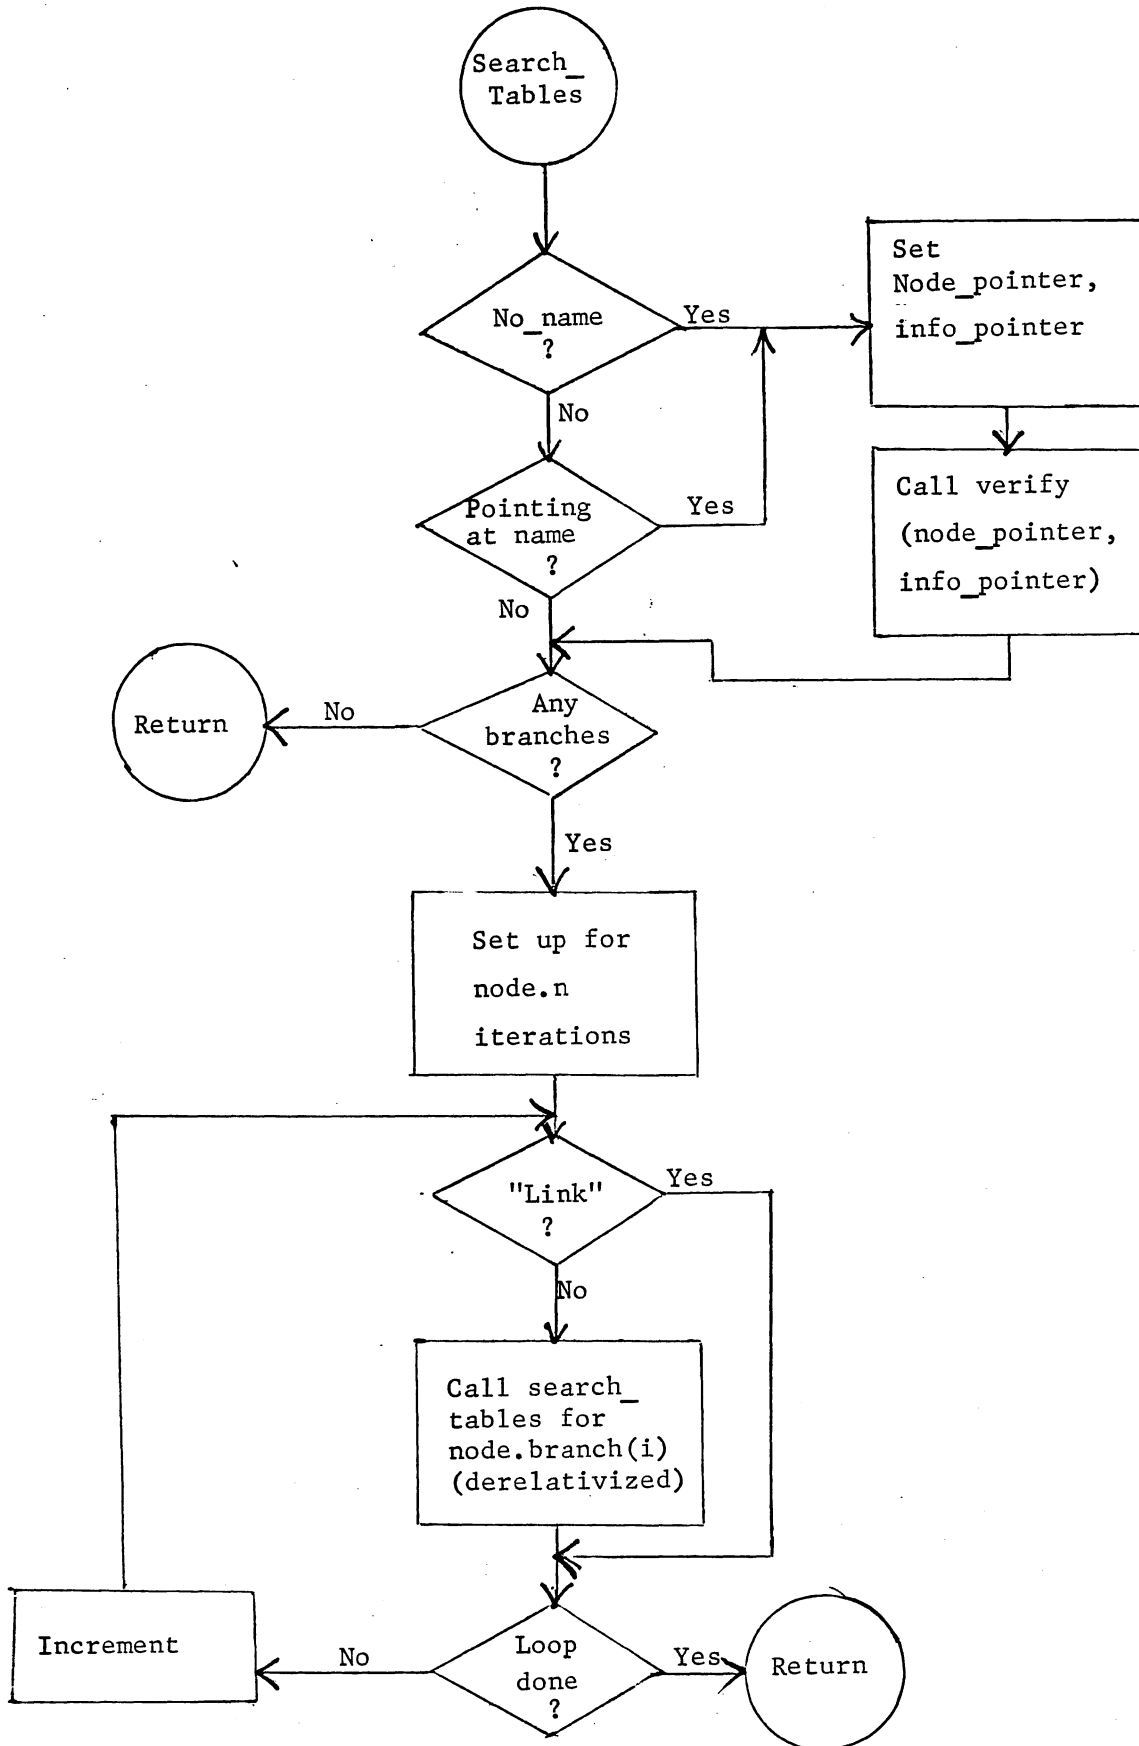 Search_
Tables
No_name
?
Yes
Set
Node_pointer,
info_pointer
No
Pointing
at name
?
Yes
Call verify
(node_pointer,
info_pointer)
No
Any
branches
?
No
Return
Yes
Set up for
node.n
iterations
"Link"
?
Yes
No
Call search_
tables for
node.branch(i)
(derelativized)
Loop
done
?
No
Increment
Yes
Return